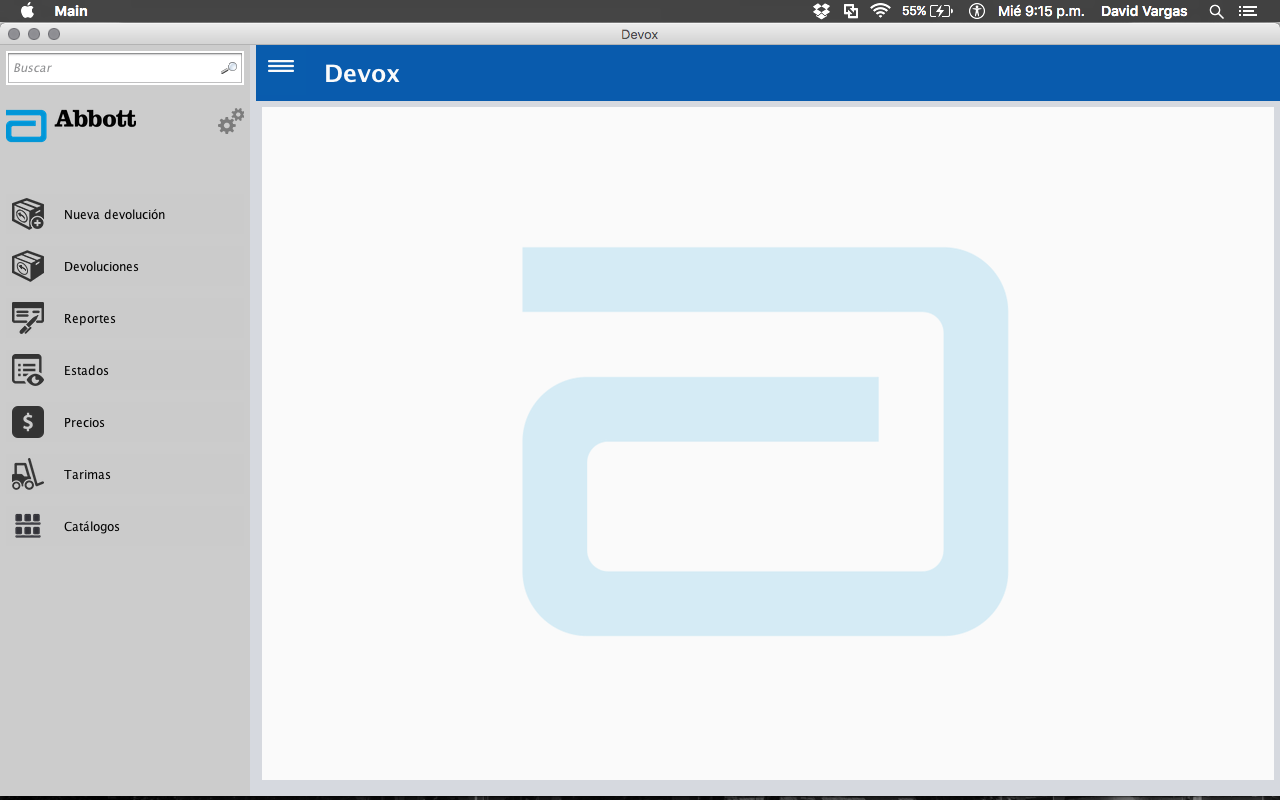 Main
55%
Mié 9:15 p.m.
David Vargas
Devox
Buscar
Devox
Abbott
Nueva devolución
Devoluciones
Reportes
Estados
$
Precios
Tarimas
Catálogos